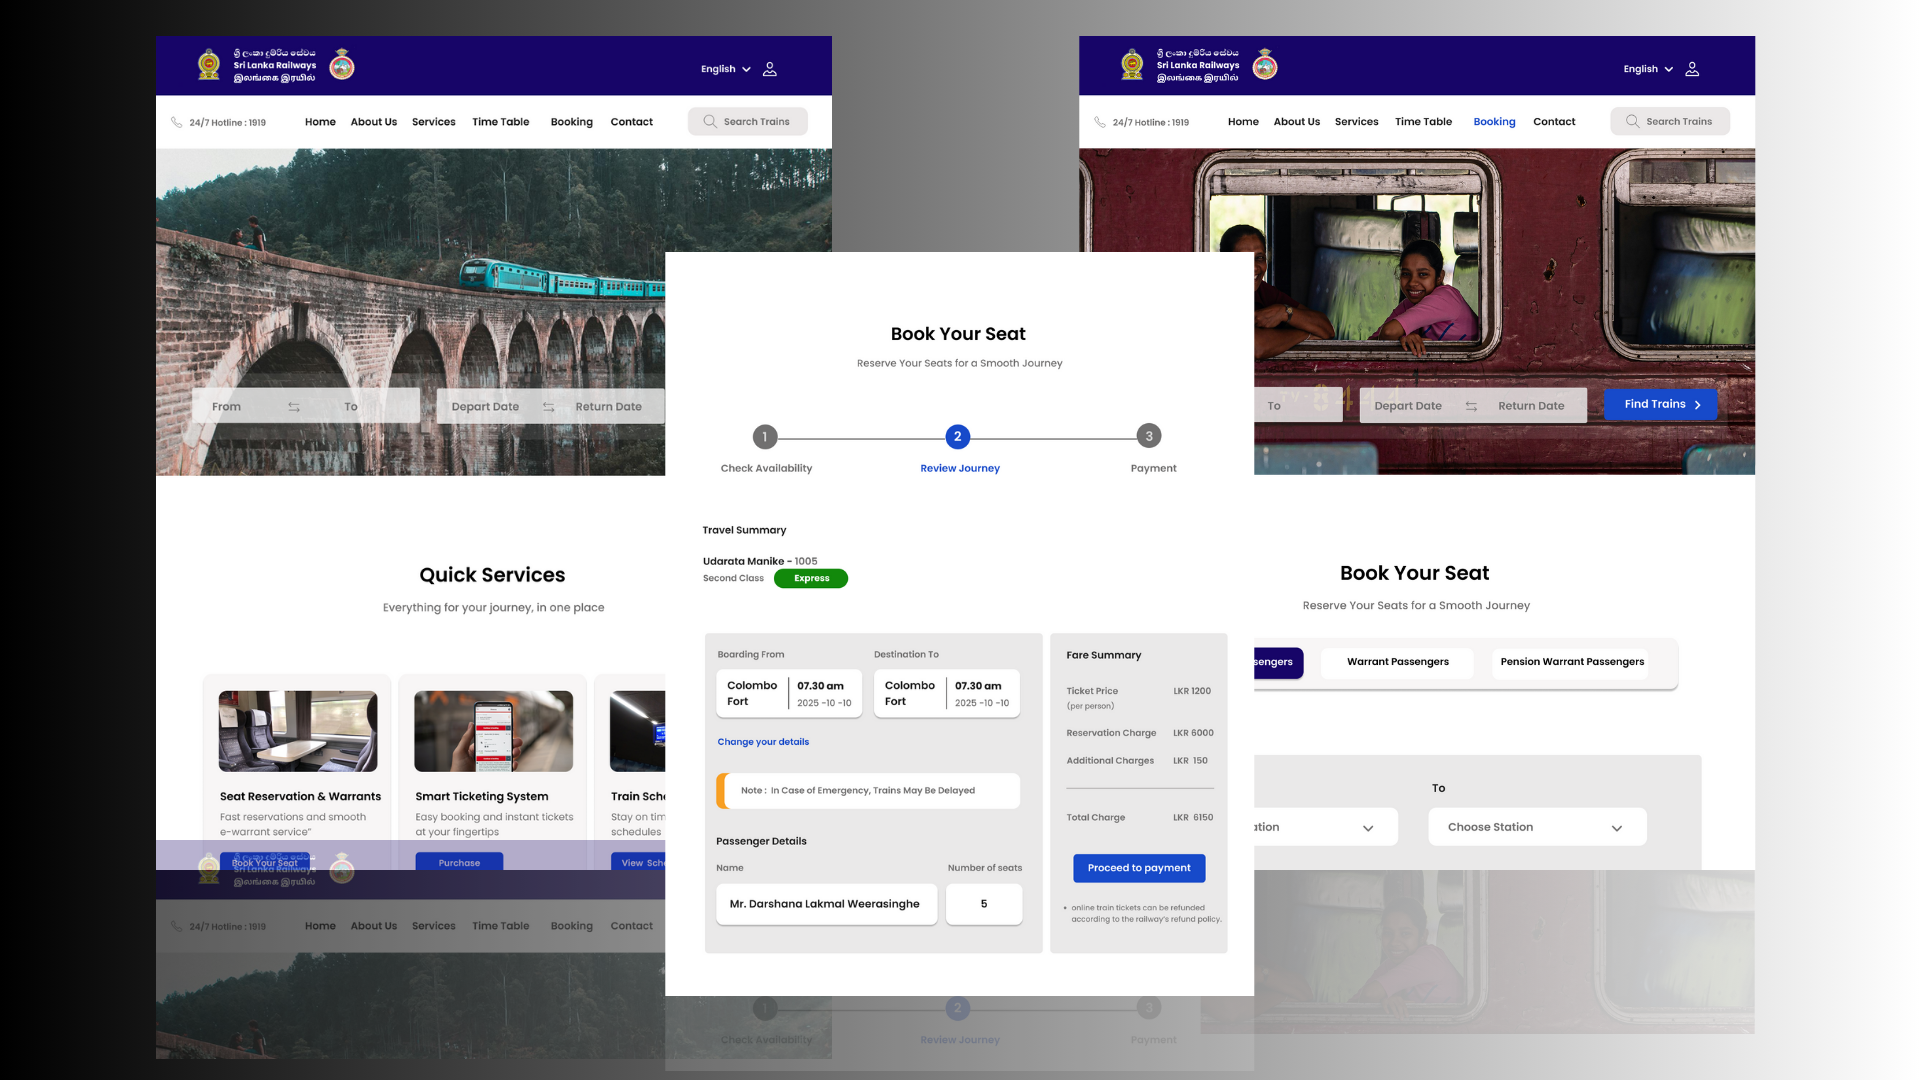 ශ්‍රී ලංකා දුම්රිය සේවය
Sri Lanka Railways
இலங்கை இரயில்
English
24/7 Hotline : 1919
Home
About Us
Services
Time Table
Booking
Contact
Search Trains
From
To
Depart Date
Return Date
Quick Services
Everything for your journey, in one place
Seat Reservation & Warrants
Fast reservations and smooth
e-warrant service"
Book Your Seat
Smart Ticketing System
Easy booking and instant tickets
at your fingertips
Purchase
Stay on
schedules
View
இலங்கை இரயில்
Sri Lanka Railways
24/7 Hotline : 1919
Home
About Us
Services
Time Table
Booking
Contact
Book Your Seat
Reserve Your Seats for a Smooth Journey
1
2
3
Check Availability
Review Journey
Payment
Travel Summary
Udarata Manike - 1005
Second Class
Express
Boarding From
Destination To
Colombo
Fort
07.30 am
2025 -10 -10
Colombo
Fort
07.30 am
2025 -10 -10
Change your details
Note : In Case of Emergency, Trains May Be Delayed
Passenger Details
Name
Number of seats
Mr. Darshana Lakmal Weerasinghe
5
Fare Summary
Ticket Price
LKR 1200
(per person)
Reservation Charge
LKR 6000
Additional Charges
LKR 150
Total Charge
LKR 6150
Proceed to payment
• online train tickets can be refunded
according to the railway's refund policy.
1
2
3
Check Availability
Review Journey
Payment
ශ්‍රී ලංකා දුම්රිය සේවය
Sri Lanka Railways
இலங்கை இரயில்
English
24/7 Hotline : 1919
Home
About Us
Services
Time Table
Booking
Contact
Search Trains
To
Depart Date
Return Date
Find Trains
Book Your Seat
Reserve Your Seats for a Smooth Journey
Warrant Passengers
Pension Warrant Passengers
To
Choose Station